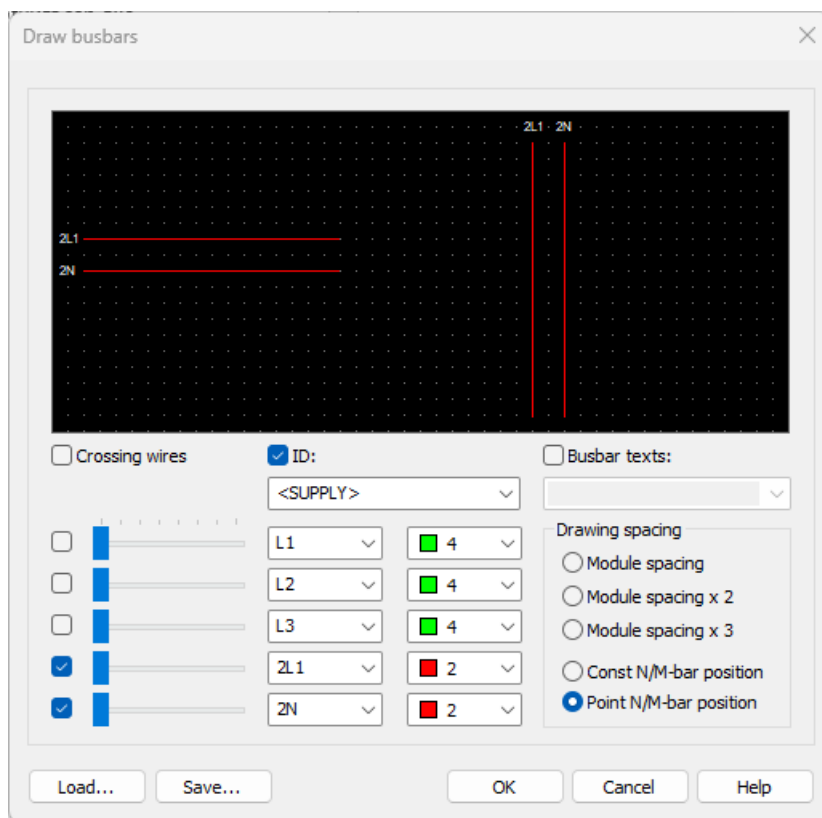 Draw busbars
2L1 2N
2L1
2N
Crossing wires ID: Busbar texts:
<SUPPLY>
L1 4
L2 4
L3 4
2L1 2
2N 2
Drawing spacing
Module spacing
Module spacing x 2
Module spacing x 3
Const N/M-bar position
Point N/M-bar position
Load... Save... OK Cancel Help